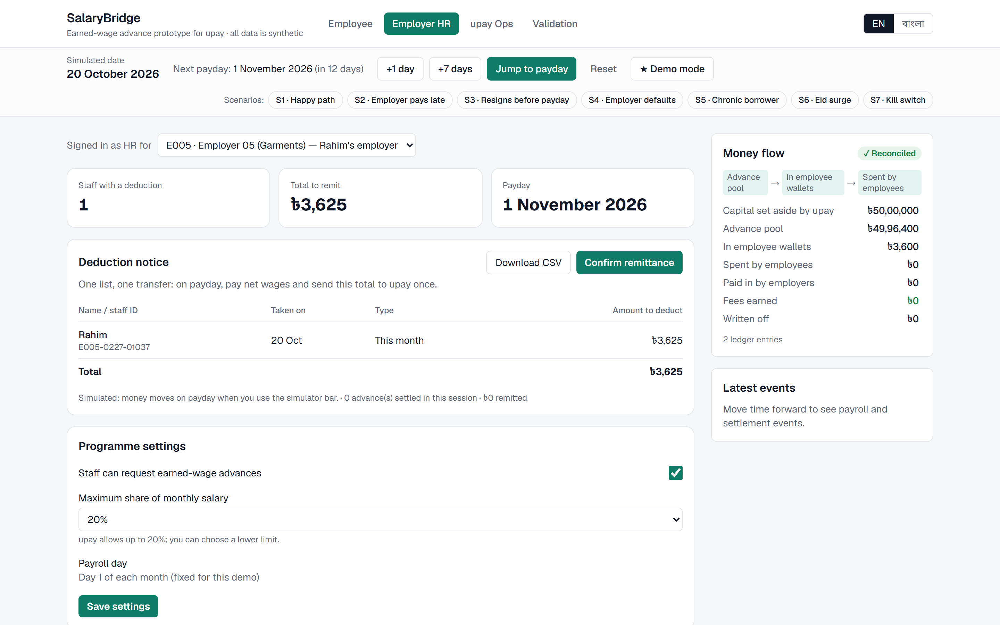 SalaryBridge
Earned-wage advance prototype for upay · all data is synthetic
Employee
Employer HR
upay Ops
Validation
EN
বাংলা
Simulated date
20 October 2026
Next payday: 1 November 2026 (in 12 days)
+1 day
+7 days
Jump to payday
Reset
★ Demo mode
Scenarios:
S1 · Happy path
S2 · Employer pays late
S3 · Resigns before payday
S4 · Employer defaults
S5 · Chronic borrower
S6 · Eid surge
S7 · Kill switch
Signed in as HR for
E005 · Employer 05 (Garments) — Rahim's employer
Staff with a deduction
1
Total to remit
৳3,625
Payday
1 November 2026
Deduction notice
Download CSV
Confirm remittance
One list, one transfer: on payday, pay net wages and send this total to upay once.
Name / staff ID
Taken on
Type
Amount to deduct
Rahim
E005-0227-01037
20 Oct
This month
৳3,625
Total
৳3,625
Simulated: money moves on payday when you use the simulator bar. · 0 advance(s) settled in this session · ৳0 remitted
Programme settings
Staff can request earned-wage advances
Maximum share of monthly salary
20%
upay allows up to 20%; you can choose a lower limit.
Payroll day
Day 1 of each month (fixed for this demo)
Save settings
Money flow
✓ Reconciled
Advance
pool
→
In employee
wallets
→
Spent by
employees
Capital set aside by upay
৳50,00,000
Advance pool
৳49,96,400
In employee wallets
৳3,600
Spent by employees
৳0
Paid in by employers
৳0
Fees earned
৳0
Written off
৳0
2 ledger entries
Latest events
Move time forward to see payroll and
settlement events.